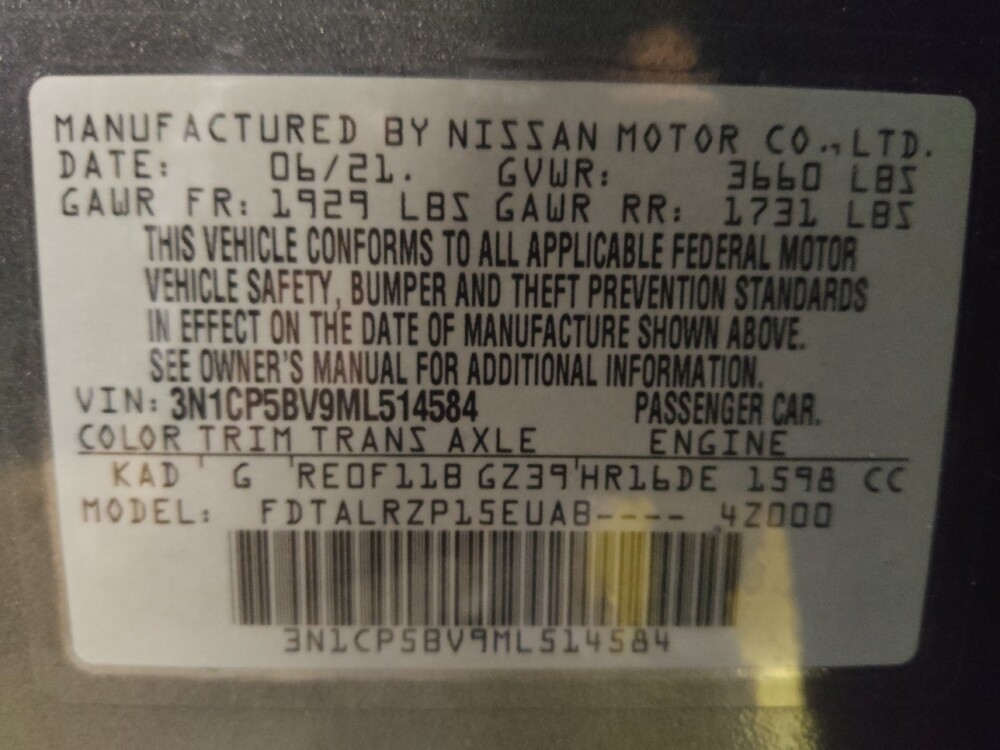 MANUFACTURED BY NISSAN MOTOR CO., LTD.
DATE: 06/21. GVWR: 3660 LBS
GAWR FR: 1929 LBS GAWR RR: 1731 LBS
THIS VEHICLE CONFORMS TO ALL APPLICABLE FEDERAL MOTOR
VEHICLE SAFETY, BUMPER AND THEFT PREVENTION STANDARDS
IN EFFECT ON THE DATE OF MANUFACTURE SHOWN ABOVE.
SEE OWNER'S MANUAL FOR ADDITIONAL INFORMATION.
VIN: 3N1CP5BV9ML514584 PASSENGER CAR.
COLOR TRIM TRANS AXLE ENGINE
KAD G RE0F11B GZ39 HR16DE 1598 CC
MODEL: FDTALRZP15EUAB---- 4Z000
3N1CP5BV9ML514584